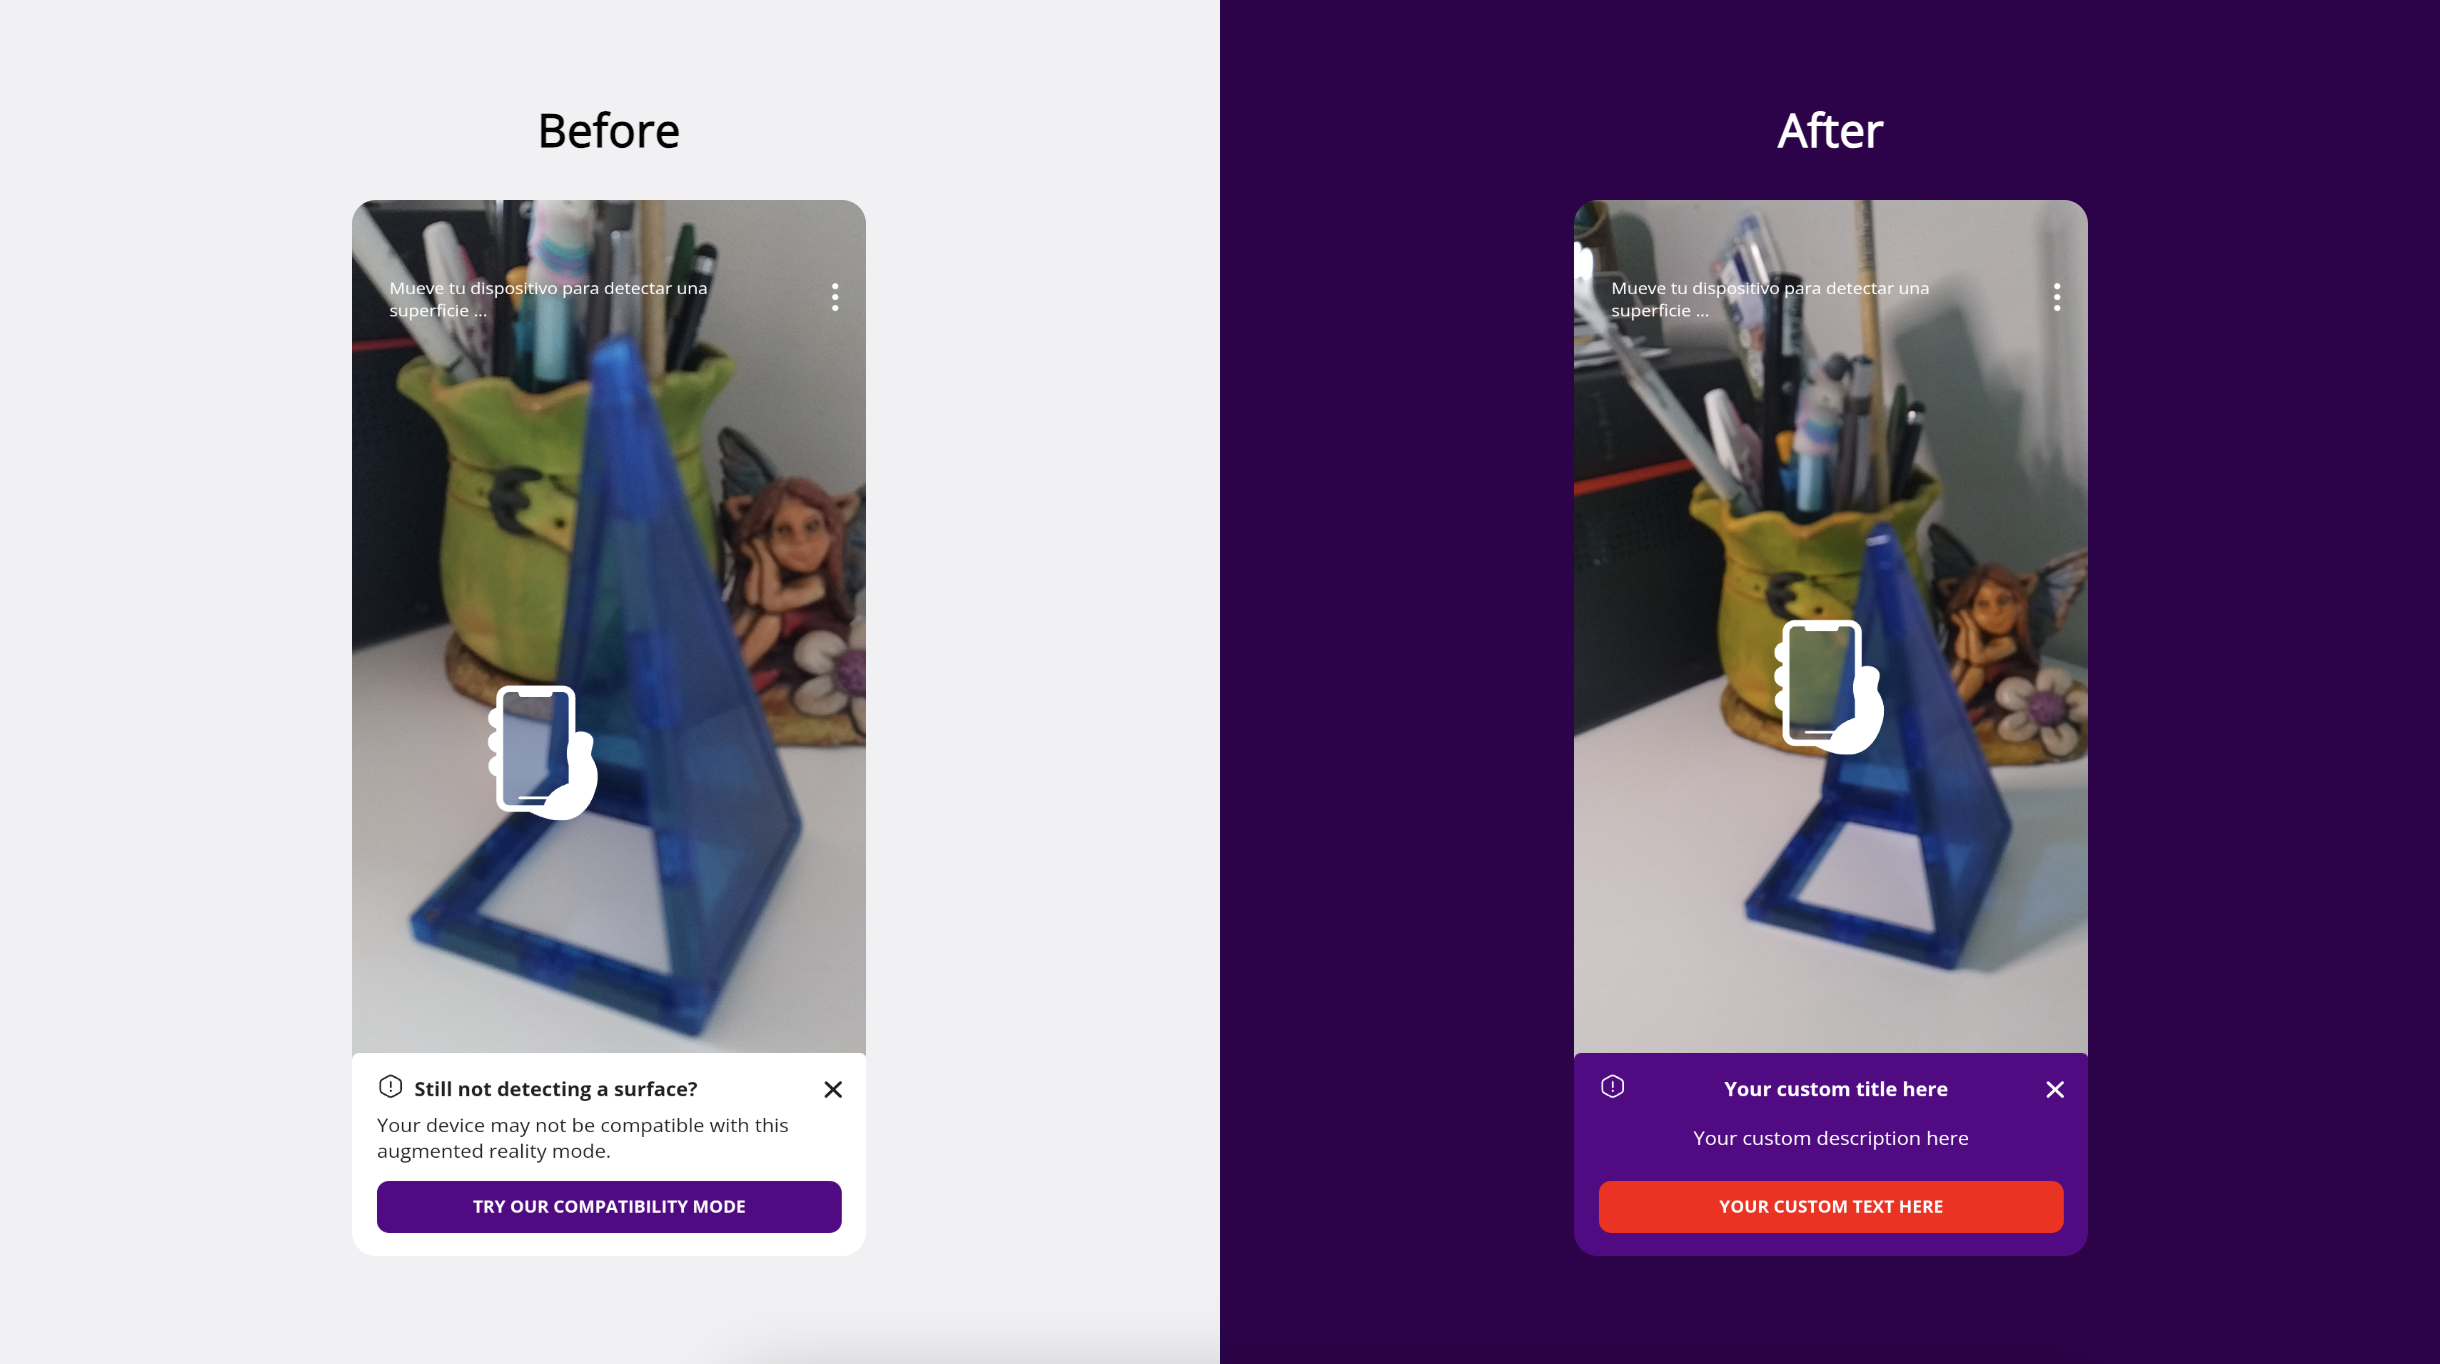 Before
Mueve tu dispositivo para detectar una
superficie ...
Still not detecting a surface?
Your device may not be compatible with this
augmented reality mode.
TRY OUR COMPATIBILITY MODE
After
Mueve tu dispositivo para detectar una
superficie ...
Your custom title here
Your custom description here
YOUR CUSTOM TEXT HERE